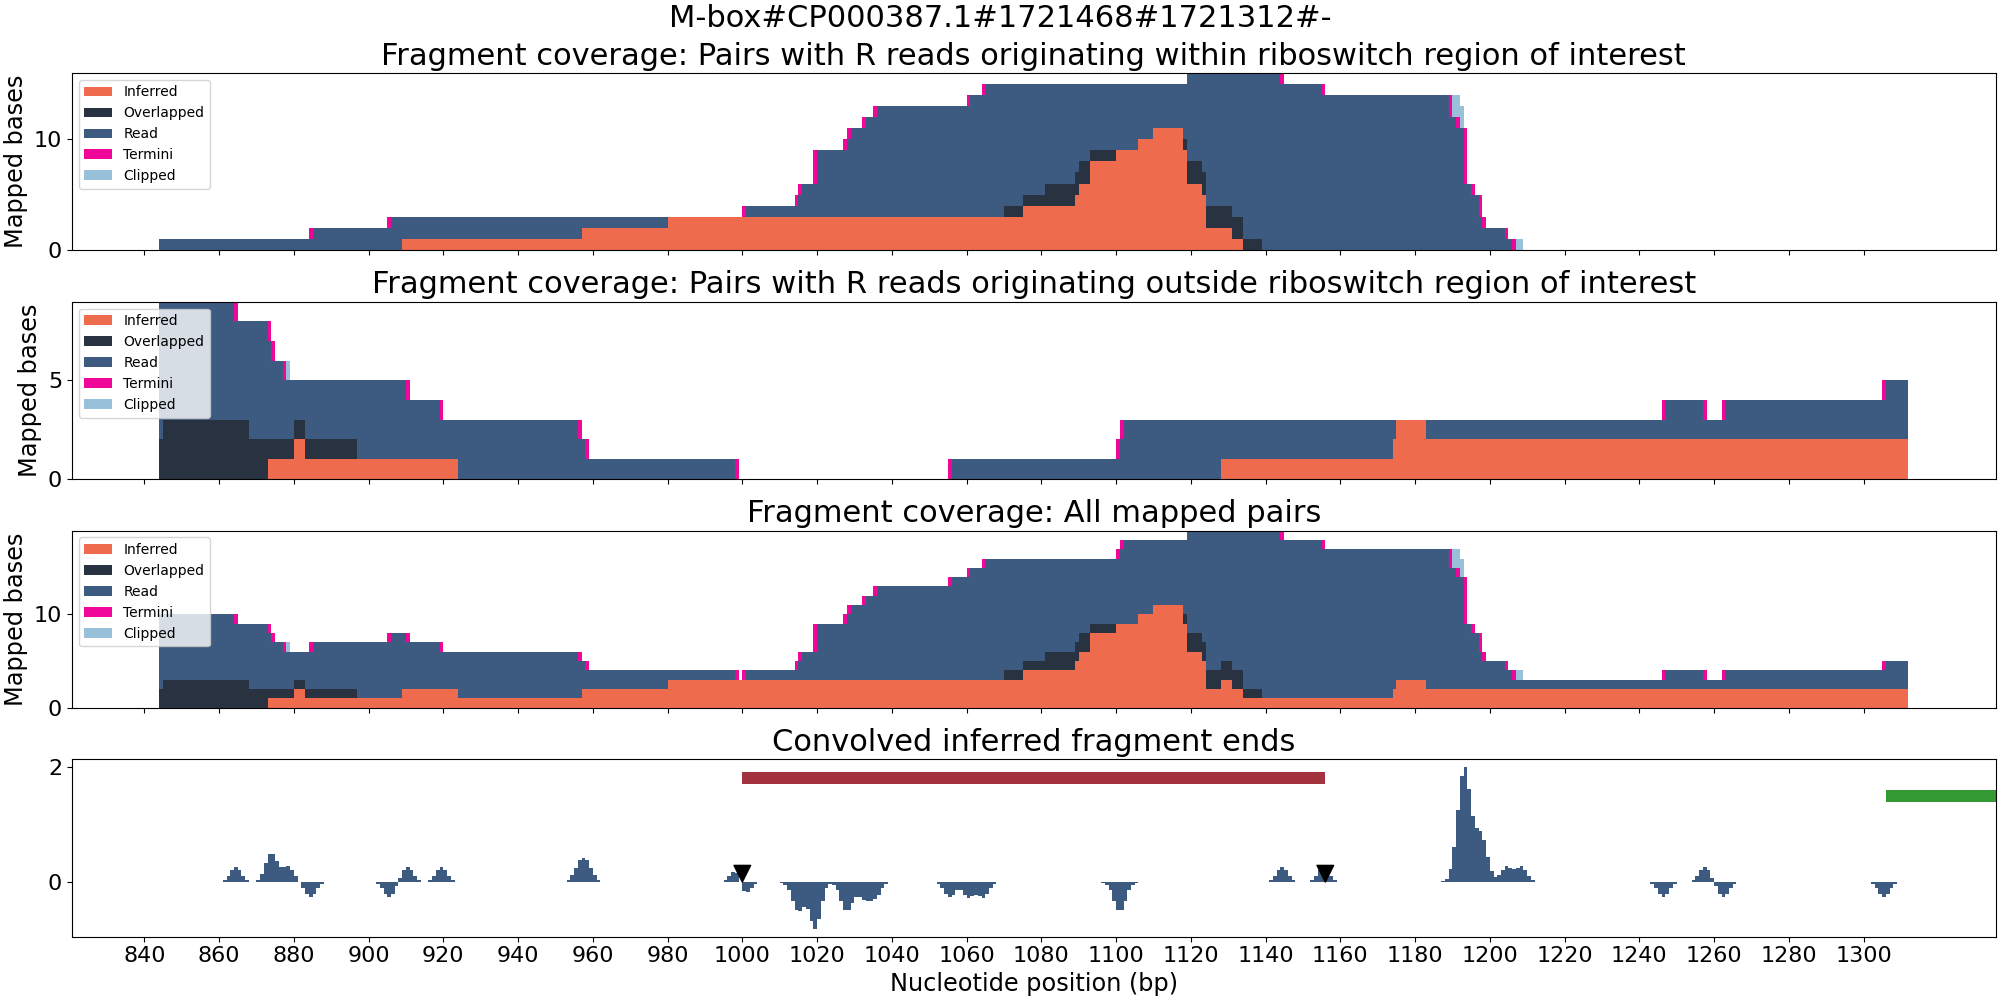 M-box#CP000387.1#1721468#1721312#-
Fragment coverage: Pairs with R reads originating within riboswitch region of interest
Mapped bases
10
0
Inferred
Overlapped
Read
Termini
Clipped
Fragment coverage: Pairs with R reads originating outside riboswitch region of interest
Mapped bases
5
0
Inferred
Overlapped
Read
Termini
Clipped
Fragment coverage: All mapped pairs
Mapped bases
10
0
Inferred
Overlapped
Read
Termini
Clipped
Convolved inferred fragment ends
2
0
840 860 880 900 920 940 960 980 1000 1020 1040 1060 1080 1100 1120 1140 1160 1180 1200 1220 1240 1260 1280 1300
Nucleotide position (bp)